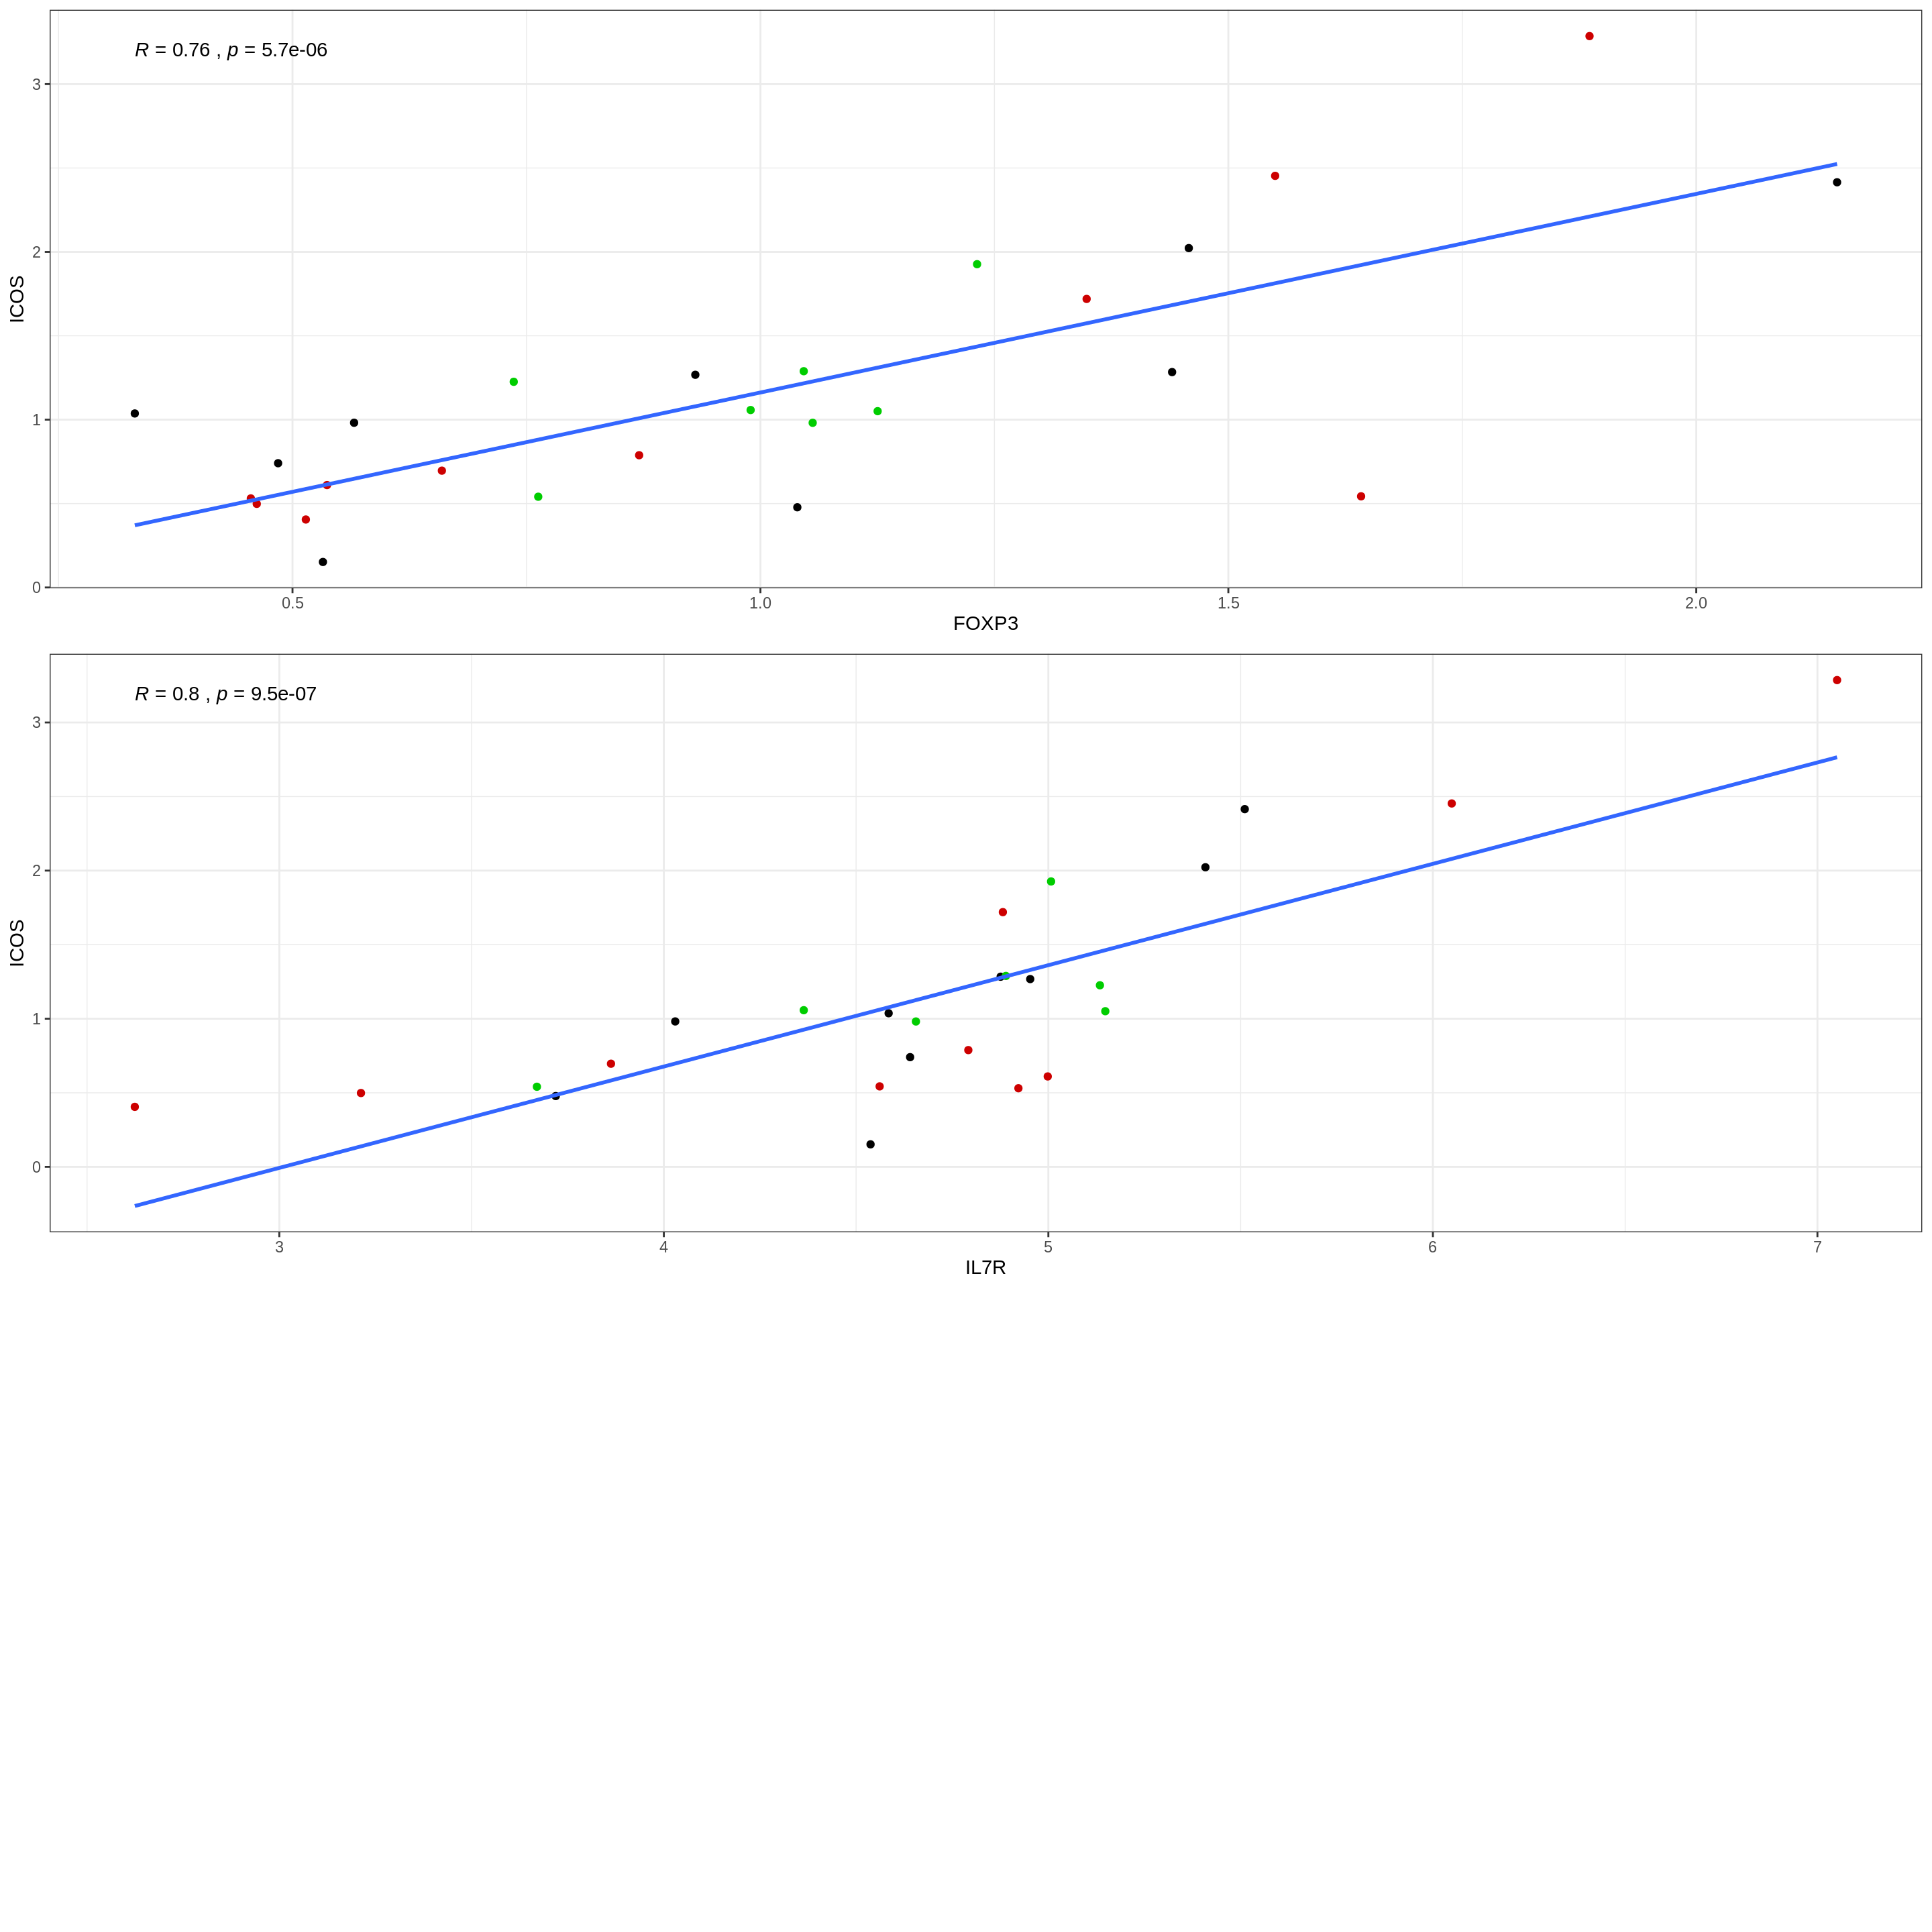 R = 0.76 , p = 5.7e-06
3
2
1
0
ICOS
0.5 1.0 1.5 2.0
FOXP3
R = 0.8 , p = 9.5e-07
3
2
1
0
ICOS
3 4 5 6 7
IL7R